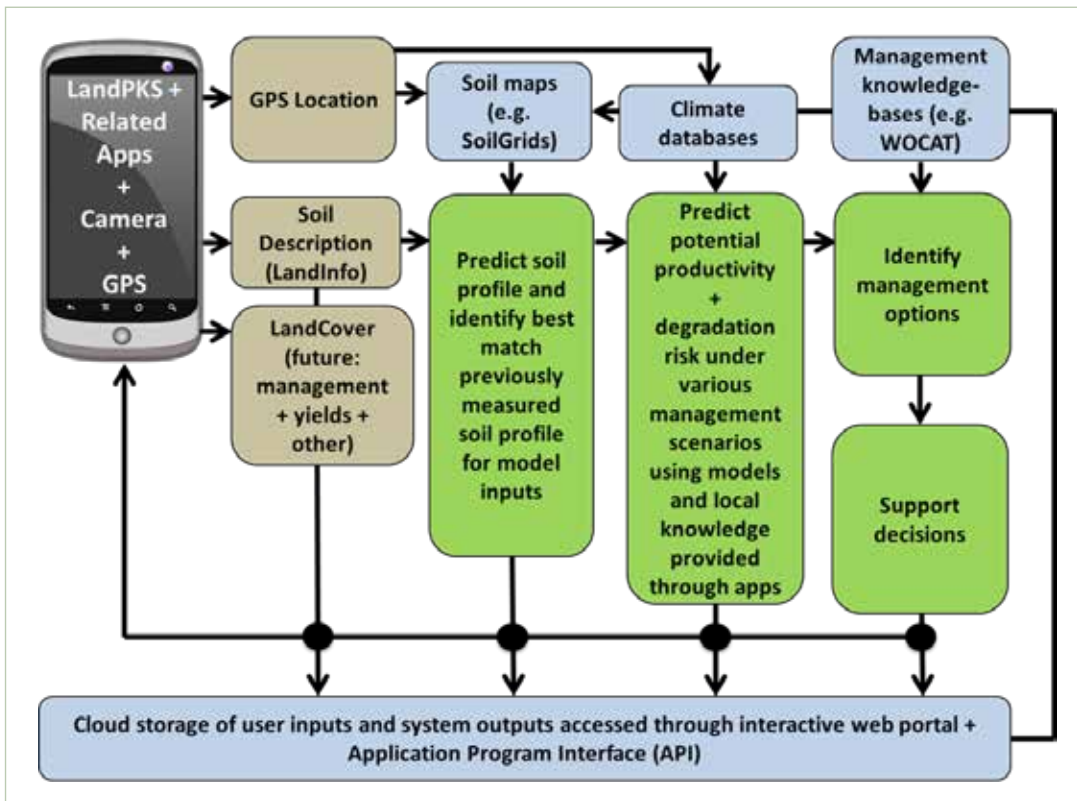 LandPKS +
Related
Apps
+
Camera
+
GPS
GPS Location
Soil maps
(e.g.
SoilGrids)
Climate
databases
Management
knowledge-
bases (e.g.
WOCAT)
Soil
Description
(LandInfo)
LandCover
(future:
management
+ yields +
other)
Predict soil
profile and
identify best
match
previously
measured
soil profile
for model
inputs
Predict
potential
productivity
+
degradation
risk under
various
management
scenarios
using models
and local
knowledge
provided
through apps
Identify
management
options
Support
decisions
Cloud storage of user inputs and system outputs accessed through interactive web portal +
Application Program Interface (API)